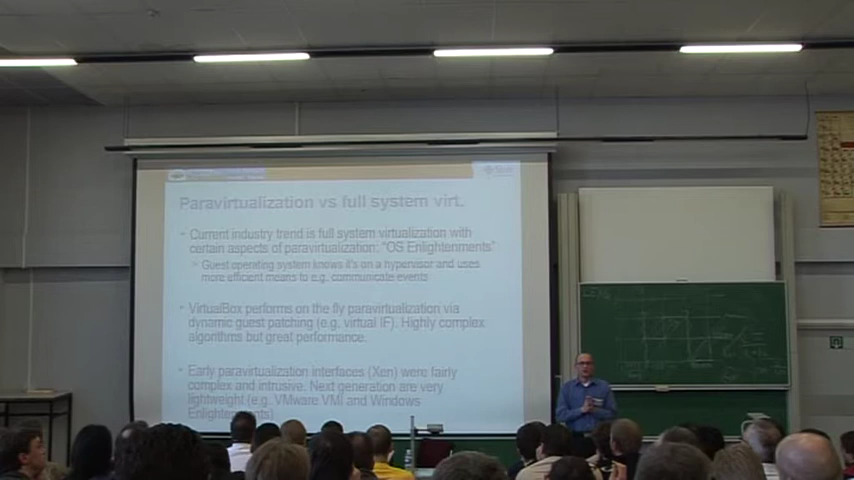 Paravirtualization vs full system virt.
Current industry trend is full system virtualization with
certain aspects of paravirtualization: "OS Enlightenments"
Guest operating system knows it's on a hypervisor and uses
more efficient means to e.g. communicate events
VirtualBox performs on the fly paravirtualization via
dynamic guest patching (e.g. virtual IF). Highly complex
algorithms but great performance.
Early paravirtualization interfaces (Xen) were fairly
complex and intrusive. Next generation are very
lightweight (e.g. VMware VMI and Windows
Enlightenments)